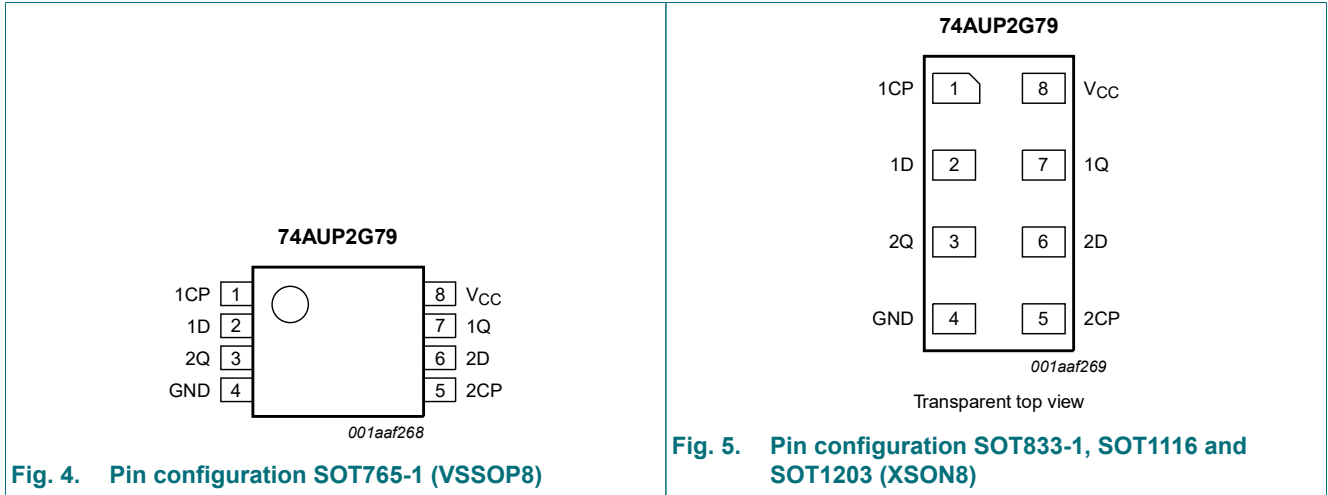 74AUP2G79
1CP 1 8 VCC
1D 2 7 1Q
2Q 3 6 2D
GND 4 5 2CP
001aaf268
Fig. 4. Pin configuration SOT765-1 (VSSOP8)
74AUP2G79
1CP 1 8 VCC
1D 2 7 1Q
2Q 3 6 2D
GND 4 5 2CP
001aaf269
Transparent top view
Fig. 5. Pin configuration SOT833-1, SOT1116 and
SOT1203 (XSON8)